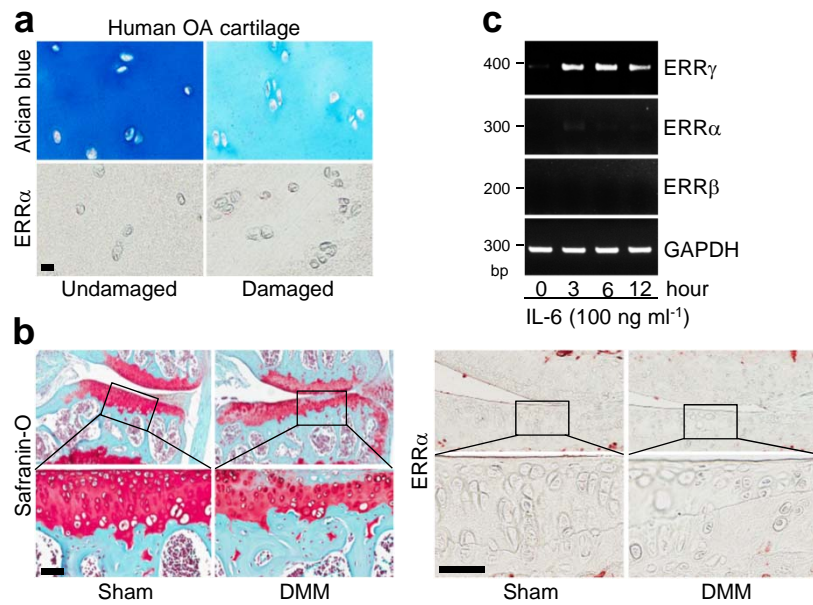 a
Human OA cartilage
Alcian blue
ERRα
Undamaged
Damaged
b
Safranin-O
Sham
DMM
ERRα
Sham
DMM
c
400
ERRγ
300
ERRα
200
ERRβ
300
GAPDH
bp
0 3 6 12 hour
IL-6 (100 ng ml⁻¹)